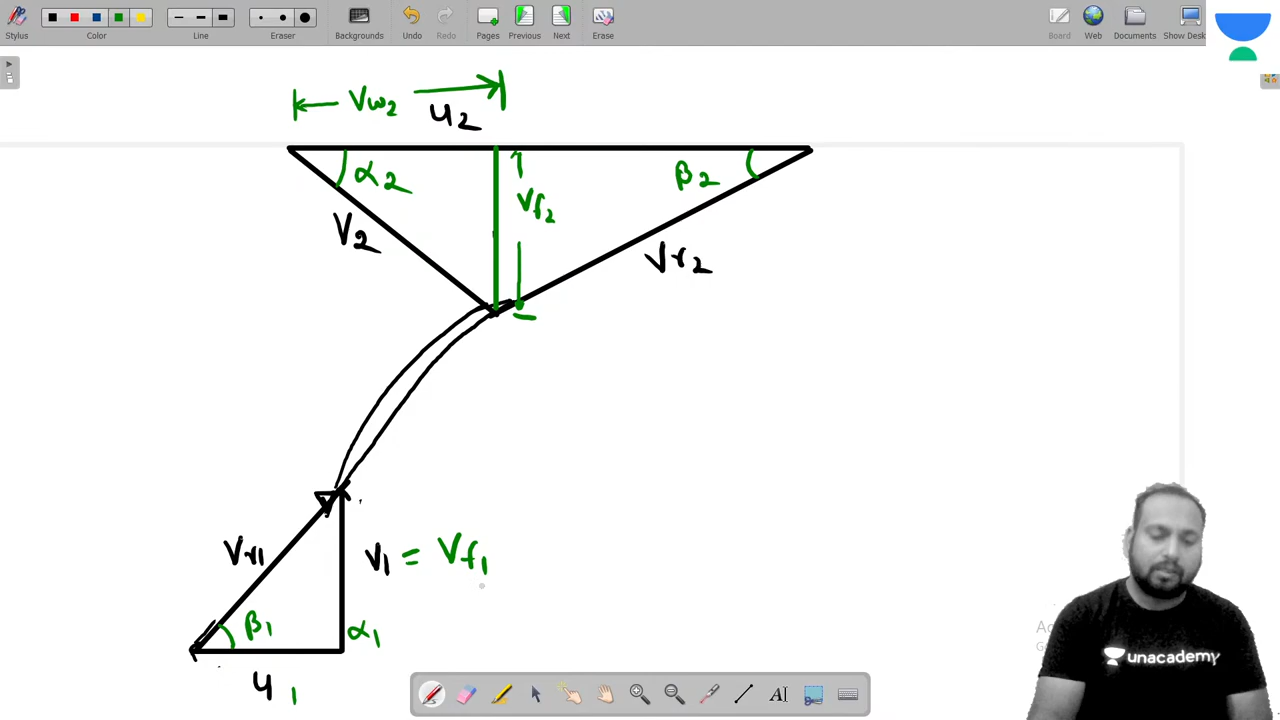 Stylus
Color
Line
Eraser
Backgrounds
Undo
Redo
Pages
Previous
Next
Erase
Board
Web
Documents
Show Desk
Vw2
u2
α2
β2
Vf2
V2
Vr2
Vr1
V1 = Vf1
β1
α1
u1
unacademy
AI